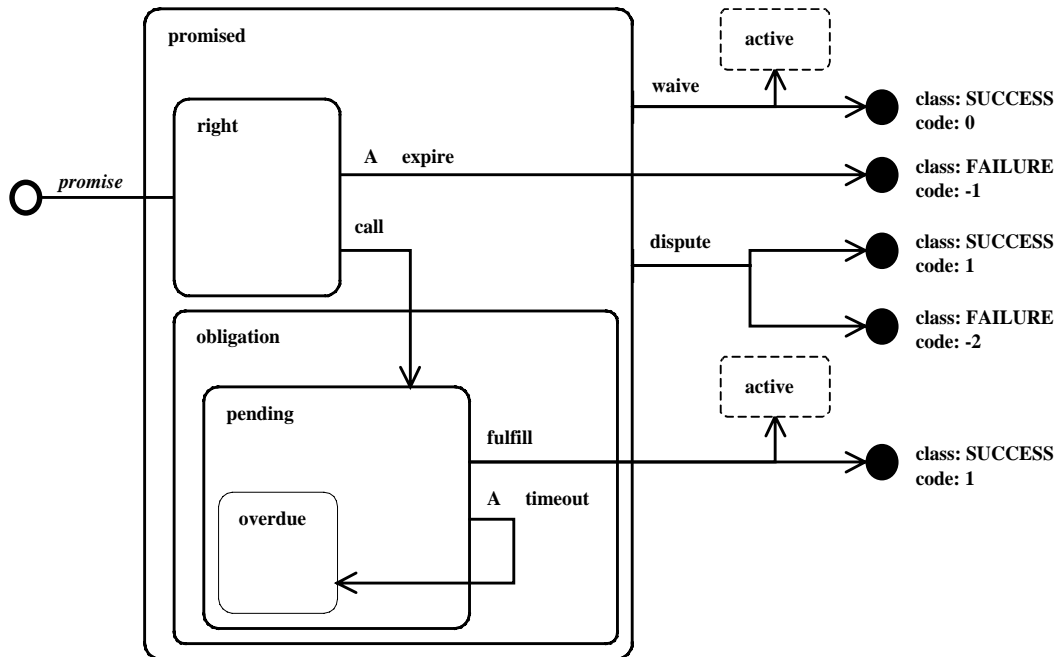 promised
active
waive
class: SUCCESS
code: 0
right
A expire
class: FAILURE
code: -1
promise
call
dispute
class: SUCCESS
code: 1
class: FAILURE
code: -2
obligation
active
pending
fulfill
class: SUCCESS
code: 1
A timeout
overdue